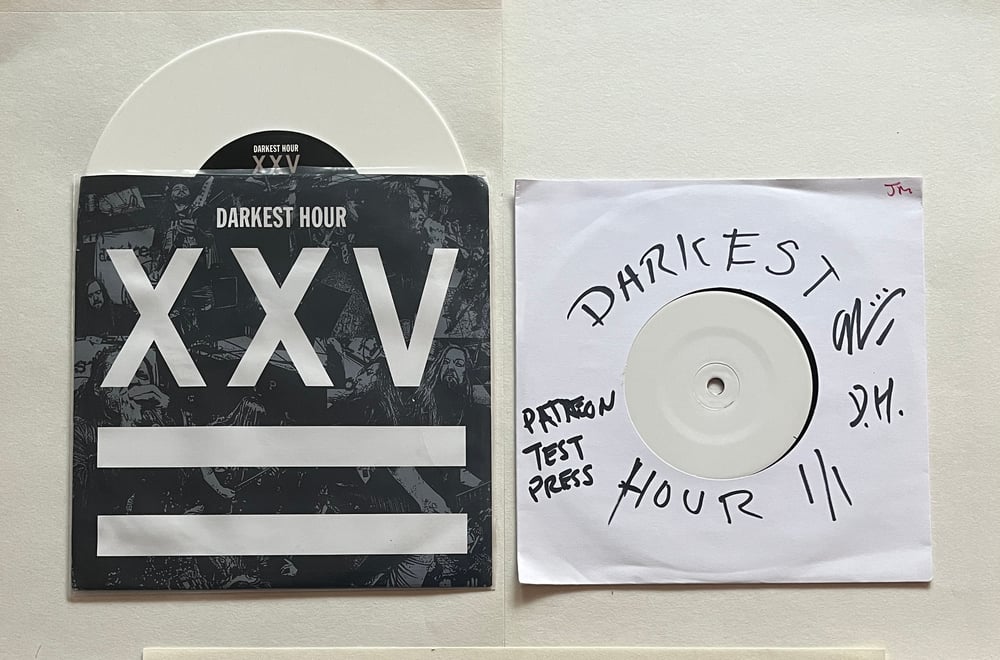 DARKEST HOUR
XXV
DARKEST HOUR
XXV
JM
DARKEST
D.H.
PATREON
TEST
PRESS
HOUR 1/1